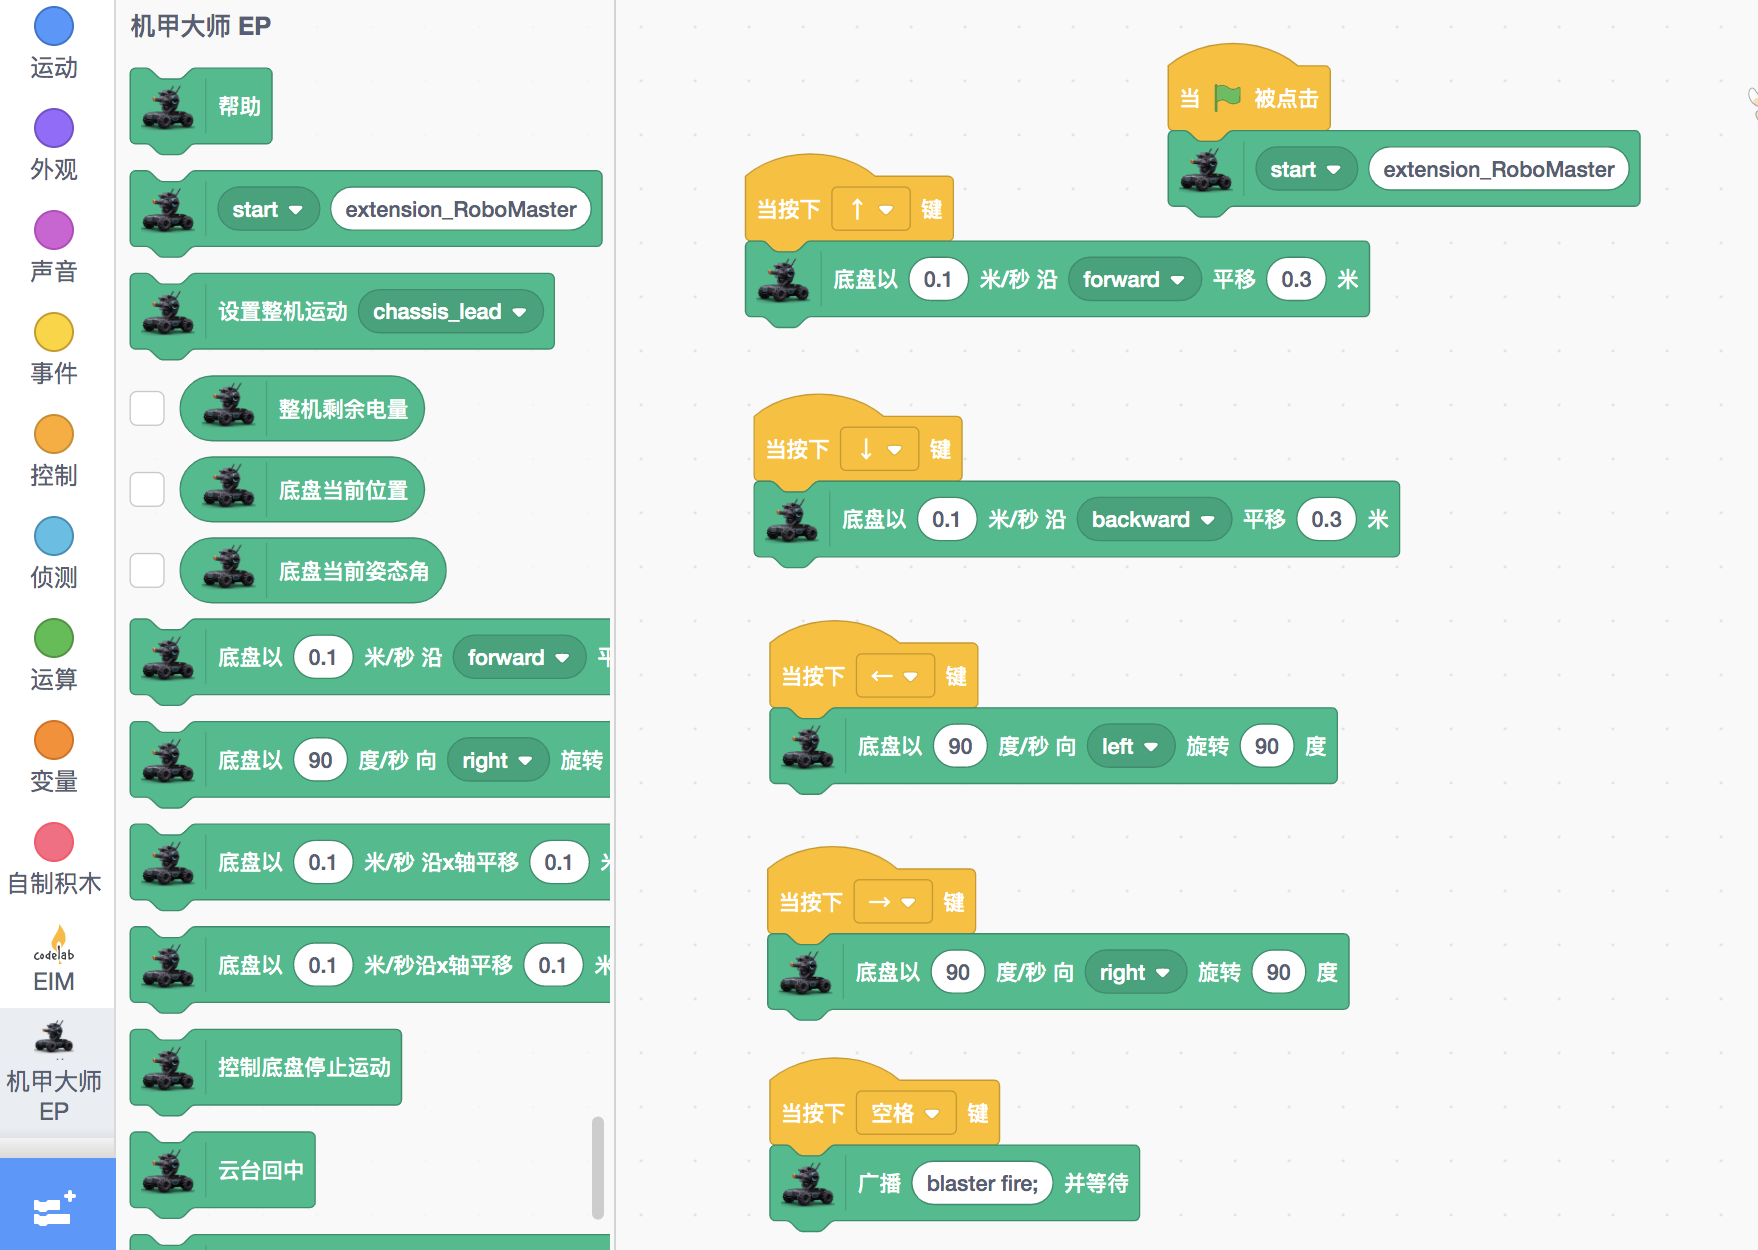 运动
外观
声音
事件
控制
侦测
运算
变量
自制积木
codelab
EIM
机甲大师
EP
机甲大师 EP
帮助
start extension_RoboMaster
设置整机运动 chassis_lead
整机剩余电量
底盘当前位置
底盘当前姿态角
底盘以 0.1 米/秒 沿 forward
底盘以 90 度/秒 向 right 旋转
底盘以 0.1 米/秒 沿x轴平移 0.1
底盘以 0.1 米/秒沿x轴平移 0.1 米
控制底盘停止运动
云台回中
当 被点击
start extension_RoboMaster
当按下 ↑ 键
底盘以 0.1 米/秒 沿 forward 平移 0.3 米
当按下 ↓ 键
底盘以 0.1 米/秒 沿 backward 平移 0.3 米
当按下 ← 键
底盘以 90 度/秒 向 left 旋转 90 度
当按下 → 键
底盘以 90 度/秒 向 right 旋转 90 度
当按下 空格 键
广播 blaster fire; 并等待